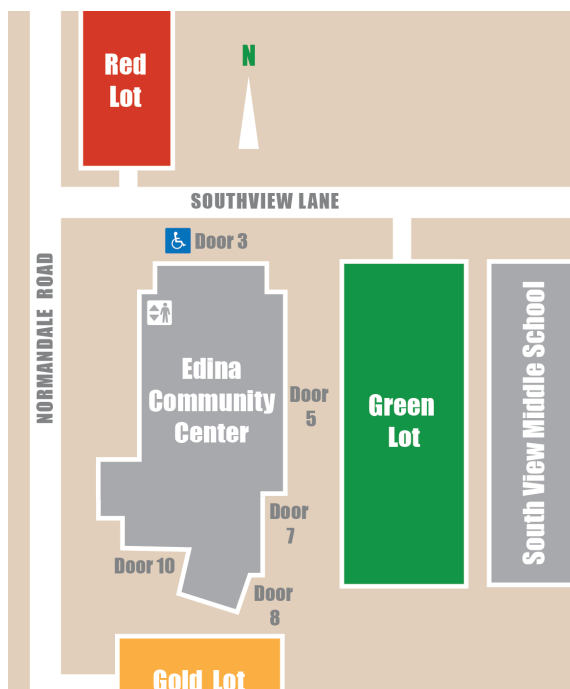 Red
Lot
N
SOUTHVIEW LANE
Door 3
NORMANDALE ROAD
Edina
Community
Center
Door
5
Green
Lot
South View Middle School
Door
7
Door 10
Door
8
Gold Lot